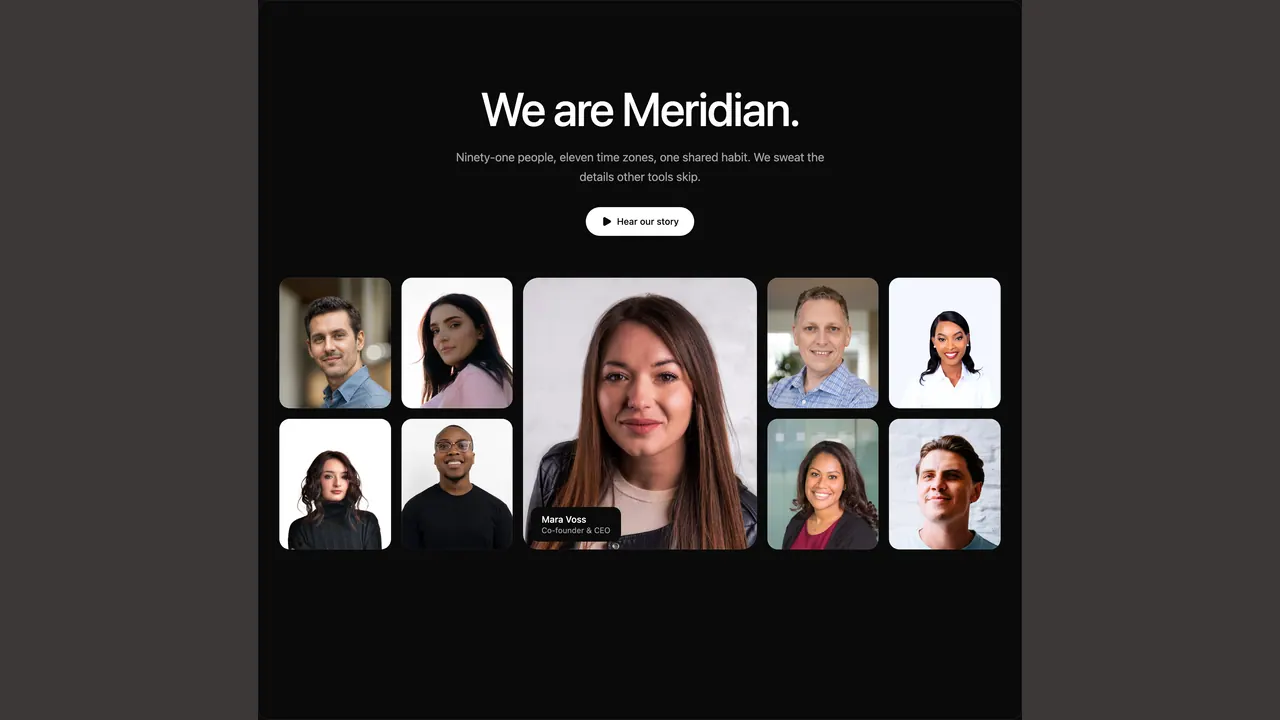 We are Meridian.
Ninety-one people, eleven time zones, one shared habit. We sweat the
details other tools skip.
Hear our story
Mara Voss
Co-founder & CEO